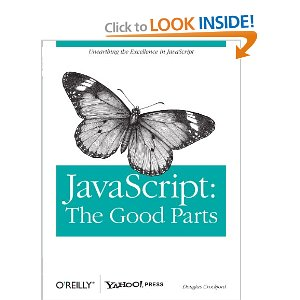 Click to LOOK INSIDE!
Unearthing the Excellence in JavaScript
JavaScript:
The Good Parts
O'REILLY® YAHOO! PRESS Douglas Crockford